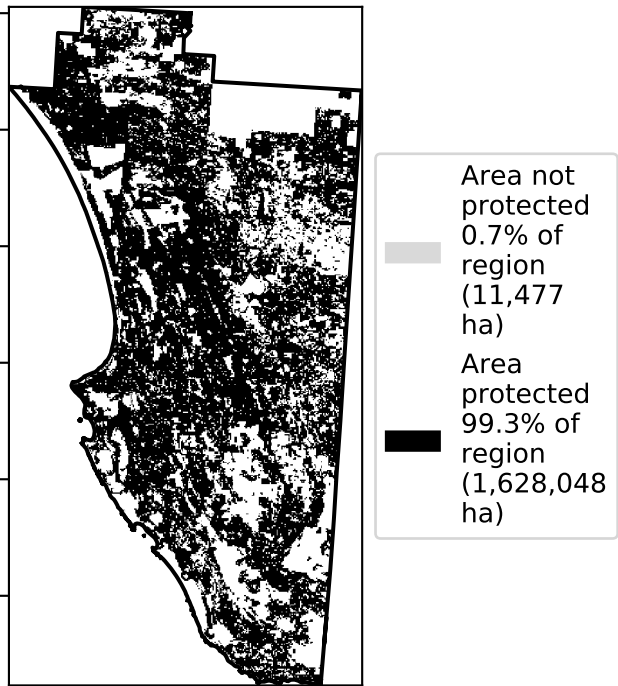 Area not
protected
0.7% of
region
(11,477
ha)
Area
protected
99.3% of
region
(1,628,048
ha)